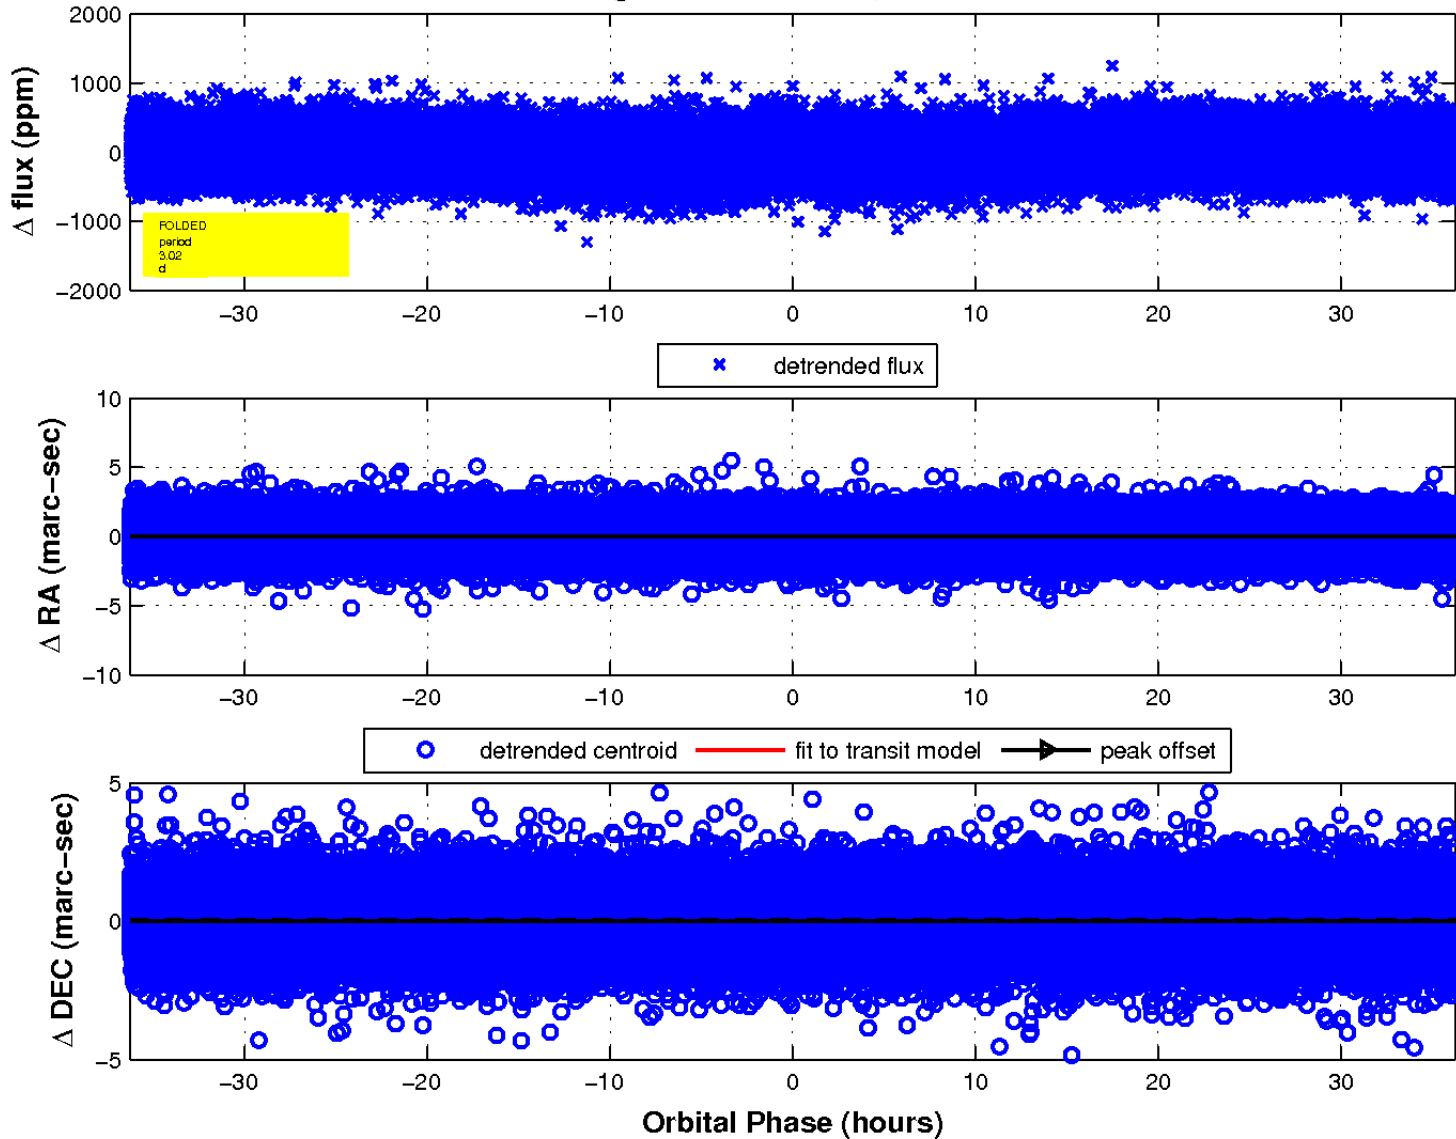 2000
1000
0
−1000
−2000
Δ flux (ppm)
FOLDED
period
3.02
d
−30 −20 −10 0 10 20 30
detrended flux
10
5
0
−5
−10
Δ RA (marc−sec)
−30 −20 −10 0 10 20 30
detrended centroid fit to transit model peak offset
5
0
−5
Δ DEC (marc−sec)
−30 −20 −10 0 10 20 30
Orbital Phase (hours)